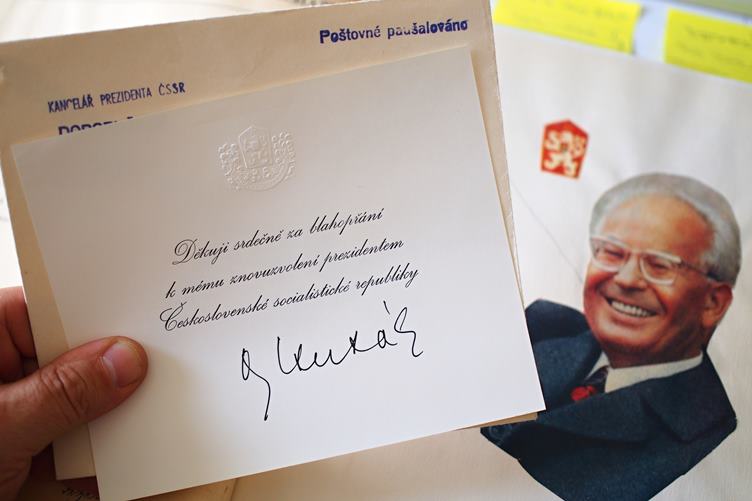 Poštovné paušalováno
KANCELÁŘ PREZIDENTA ČSSR
Děkuji srdečně za blahopřání
k mému znovuzvolení prezidentem
Československé socialistické republiky